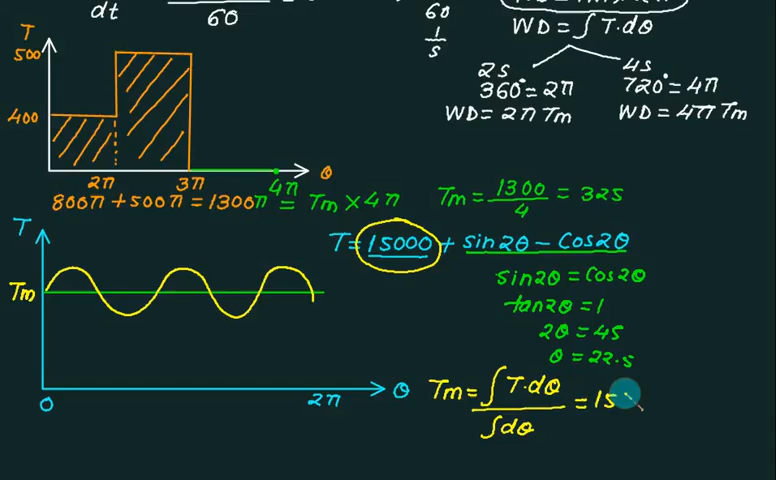 dt
60
60
1/s
WD = ∫ T.dθ
2s
4s
360° = 2π
720° = 4π
WD = 2π Tm
WD = 4π Tm
T
500
400
2π
3π
4π
θ
800π + 500π = 1300π = Tm × 4π
Tm = 1300/4 = 325
T
T = 15000 + sin2θ - Cos2θ
sin2θ = Cos2θ
tan2θ = 1
2θ = 45
θ = 22.5
Tm
0
2π
θ
Tm = ∫T.dθ / ∫dθ = 15